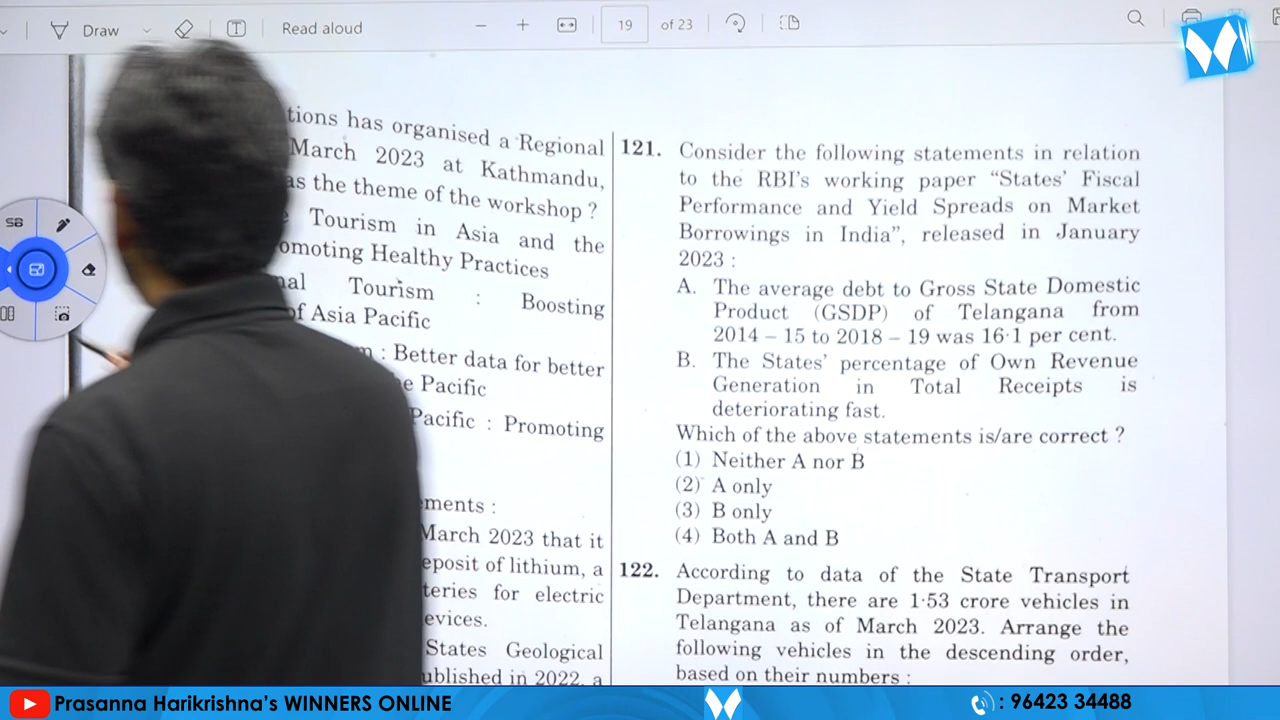 Draw
Read aloud
19 of 23
tions has organised a Regional
March 2023 at Kathmandu,
as the theme of the workshop ?
Tourism in Asia and the
omoting Healthy Practices
nal Tourism : Boosting
of Asia Pacific
: Better data for better
e Pacific
Pacific : Promoting
ments :
March 2023 that it
eposit of lithium, a
teries for electric
evices.
States Geological
ublished in 2022, a
121. Consider the following statements in relation
to the RBI's working paper “States' Fiscal
Performance and Yield Spreads on Market
Borrowings in India”, released in January
2023 :
A. The average debt to Gross State Domestic
Product (GSDP) of Telangana from
2014 – 15 to 2018 – 19 was 16·1 per cent.
B. The States' percentage of Own Revenue
Generation in Total Receipts is
deteriorating fast.
Which of the above statements is/are correct ?
(1) Neither A nor B
(2) A only
(3) B only
(4) Both A and B
122. According to data of the State Transport
Department, there are 1·53 crore vehicles in
Telangana as of March 2023. Arrange the
following vehicles in the descending order,
based on their numbers :
Prasanna Harikrishna's WINNERS ONLINE
: 96423 34488